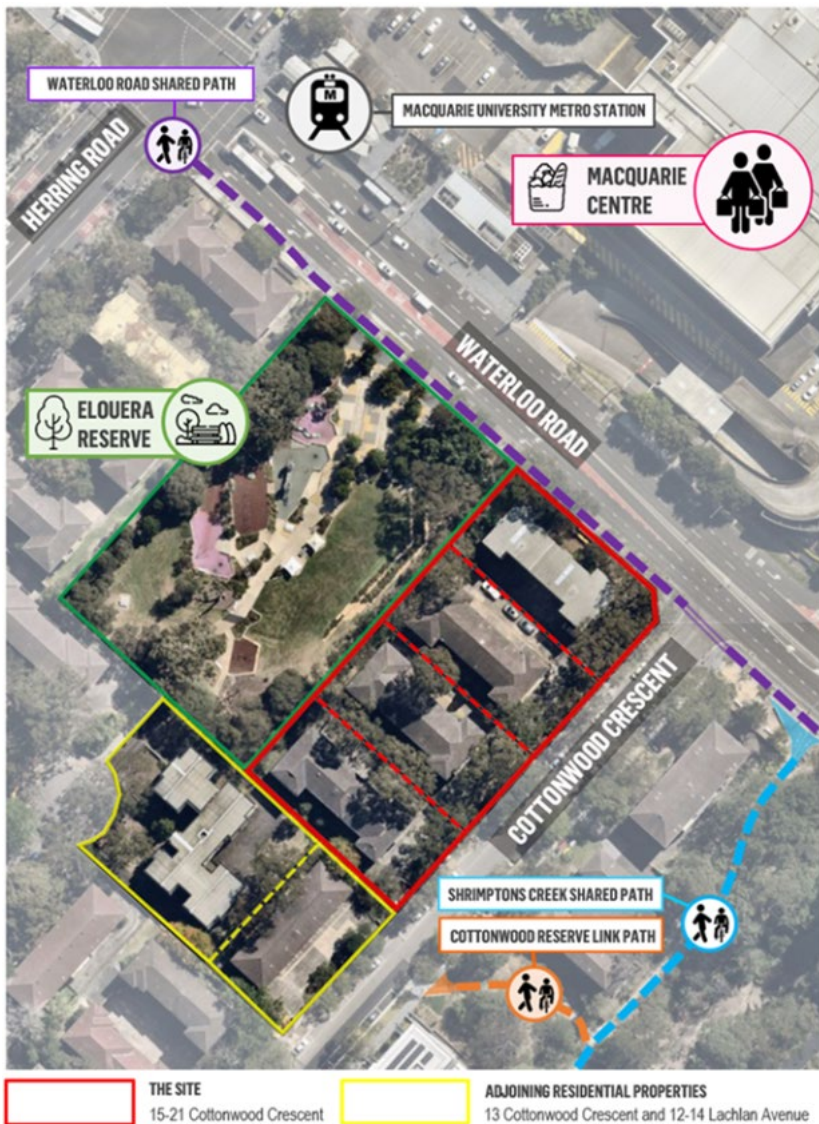 WATERLOO ROAD SHARED PATH
M
MACQUARIE UNIVERSITY METRO STATION
HERRING ROAD
MACQUARIE
CENTRE
WATERLOO ROAD
ELOUERA
RESERVE
COTTONWOOD CRESCENT
SHRIMPTONS CREEK SHARED PATH
COTTONWOOD RESERVE LINK PATH
THE SITE
15-21 Cottonwood Crescent
ADJOINING RESIDENTIAL PROPERTIES
13 Cottonwood Crescent and 12-14 Lachlan Avenue